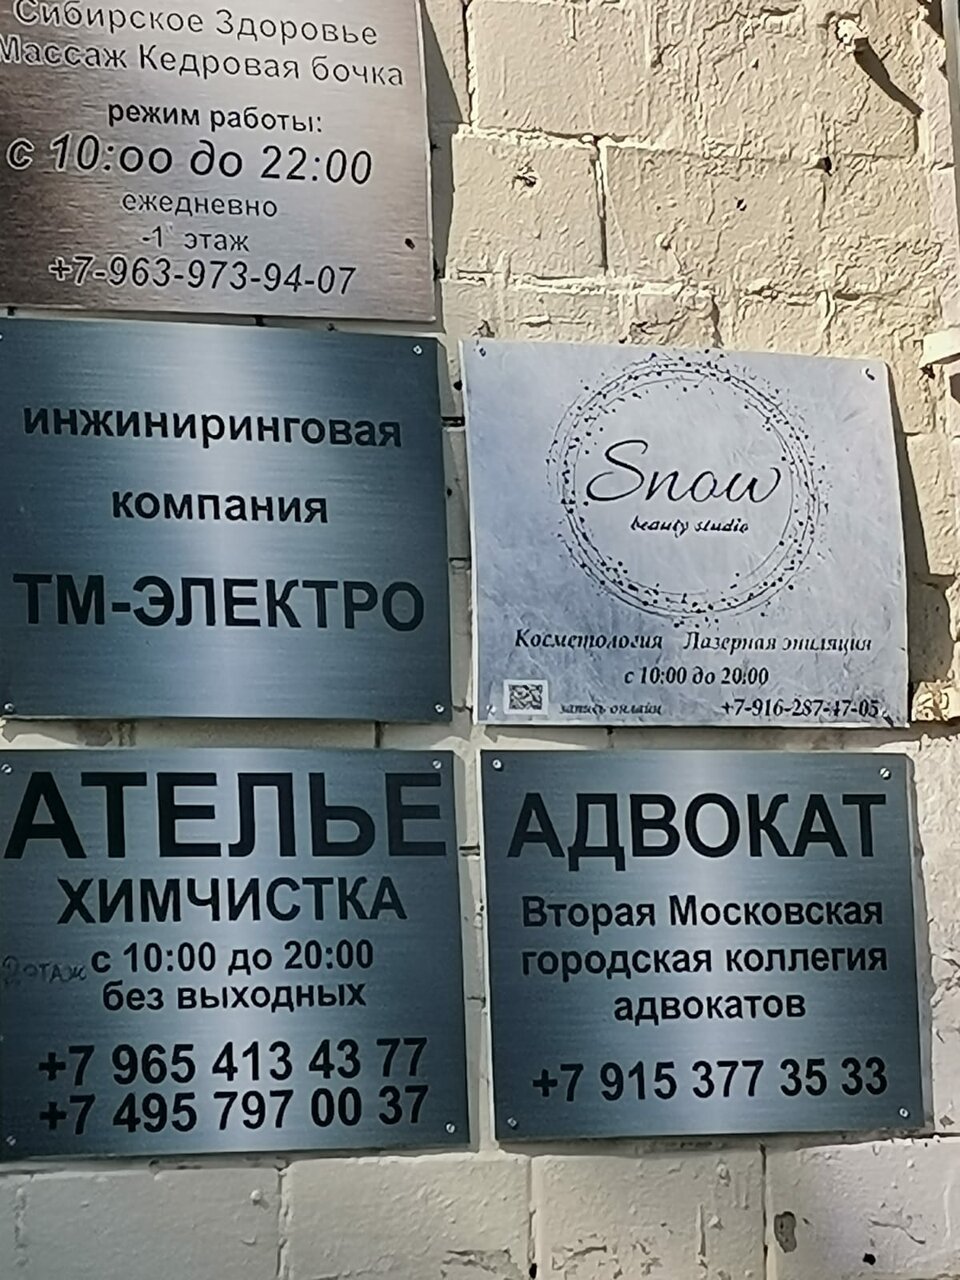 Сибирское Здоровье
Массаж Кедровая бочка
режим работы:
с 10:00 до 22:00
ежедневно
-1 этаж
+7-963-973-94-07
инжиниринговая
компания
ТМ-ЭЛЕКТРО
Snow
beauty studio
Косметология Лазерная эпиляция
с 10:00 до 20:00
запись онлайн +7-916-287-47-05
АТЕЛЬЕ
ХИМЧИСТКА
2 этаж с 10:00 до 20:00
без выходных
+7 965 413 43 77
+7 495 797 00 37
АДВОКАТ
Вторая Московская
городская коллегия
адвокатов
+7 915 377 35 33